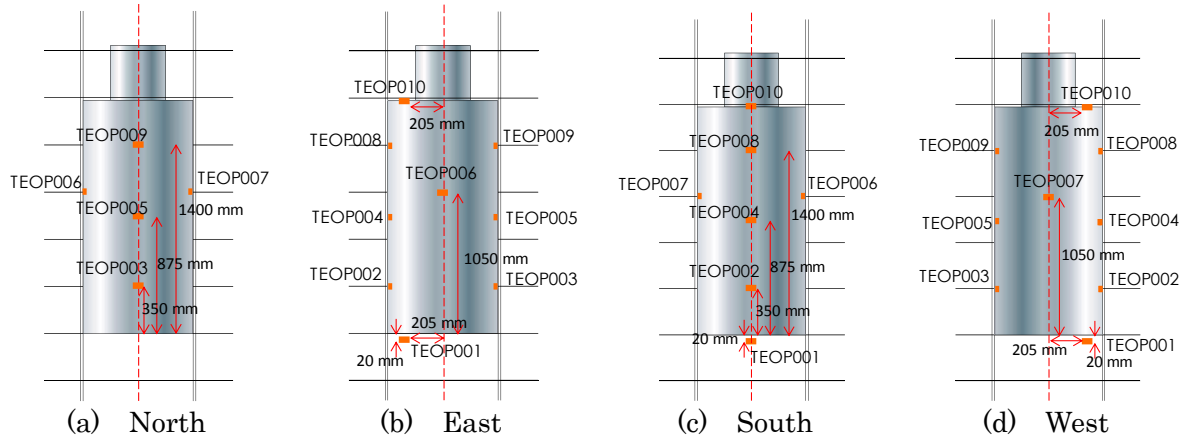 TEOP009
TEOP006
TEOP007
TEOP005
1400 mm
875 mm
TEOP003
350 mm
(a) North
TEOP010
205 mm
TEOP008
TEOP009
TEOP006
TEOP004
TEOP005
1050 mm
TEOP002
TEOP003
205 mm
TEOP001
20 mm
(b) East
TEOP010
TEOP008
TEOP007
TEOP006
TEOP004
1400 mm
875 mm
TEOP002
350 mm
20 mm
TEOP001
(c) South
TEOP010
205 mm
TEOP009
TEOP008
TEOP007
TEOP005
TEOP004
1050 mm
TEOP003
TEOP002
TEOP001
205 mm
20 mm
(d) West